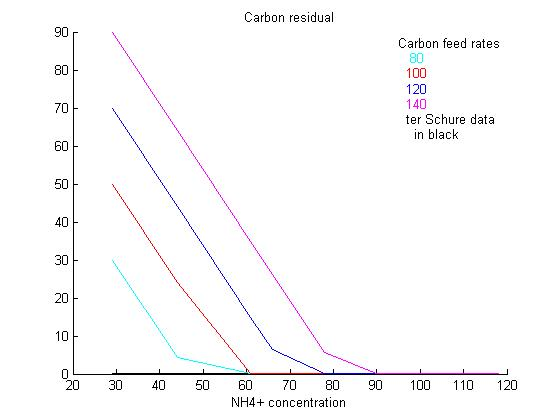 Carbon residual
90
80
70
60
50
40
30
20
10
0
20 30 40 50 60 70 80 90 100 110 120
NH4+ concentration
Carbon feed rates
80
100
120
140
ter Schure data
in black